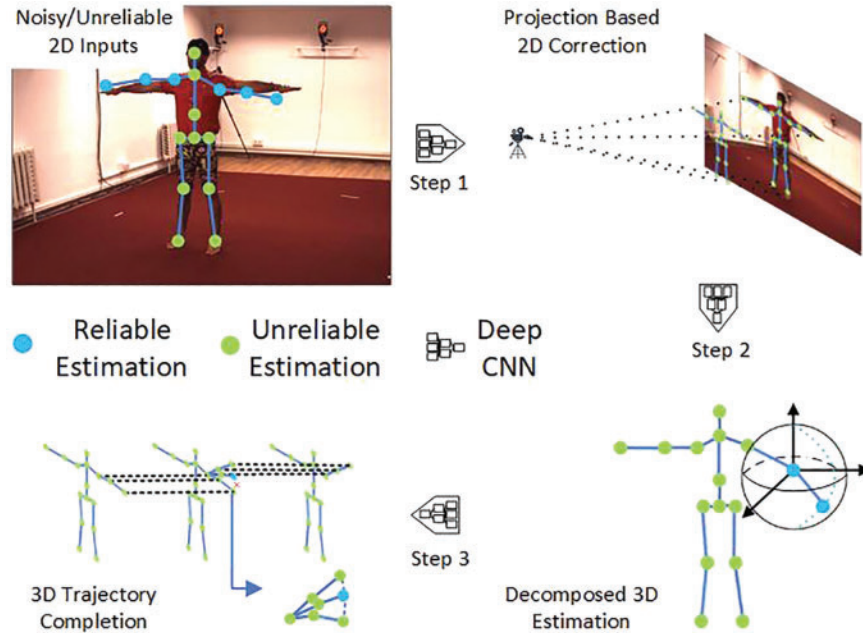 Noisy/Unreliable
2D Inputs
Projection Based
2D Correction
Step 1
Reliable
Estimation
Unreliable
Estimation
Deep
CNN
Step 2
3D Trajectory
Completion
Step 3
Decomposed 3D
Estimation